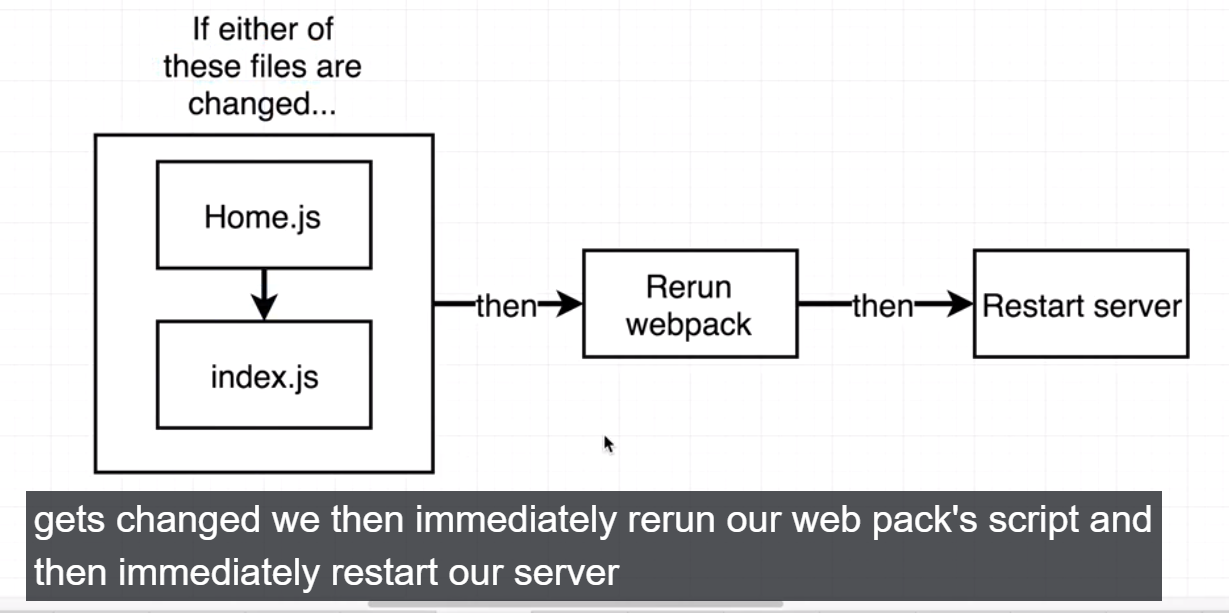 If either of
these files are
changed...
Home.js
index.js
then
Rerun
webpack
then
Restart server
gets changed we then immediately rerun our web pack's script and
then immediately restart our server